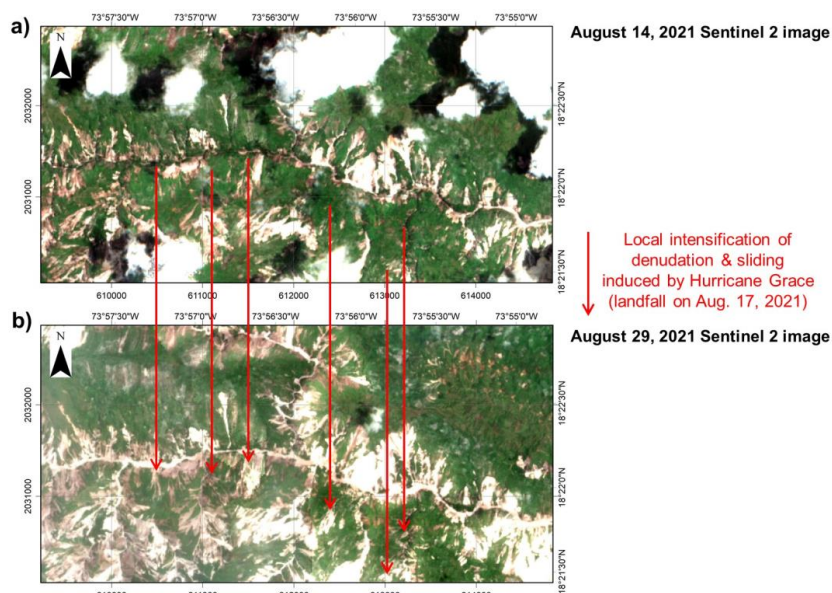 73°57'30"W 73°57'0"W 73°56'30"W 73°56'0"W 73°55'30"W 73°55'0"W
a)
August 14, 2021 Sentinel 2 image
N
2032000
18°22'30"N
2031000
18°22'0"N
18°21'30"N
Local intensification of
denudation & sliding
induced by Hurricane Grace
(landfall on Aug. 17, 2021)
610000 611000 612000 613000 614000
b)
73°57'30"W 73°57'0"W 73°56'30"W 73°56'0"W 73°55'30"W 73°55'0"W
August 29, 2021 Sentinel 2 image
N
2032000
18°22'30"N
2031000
18°22'0"N
18°21'30"N